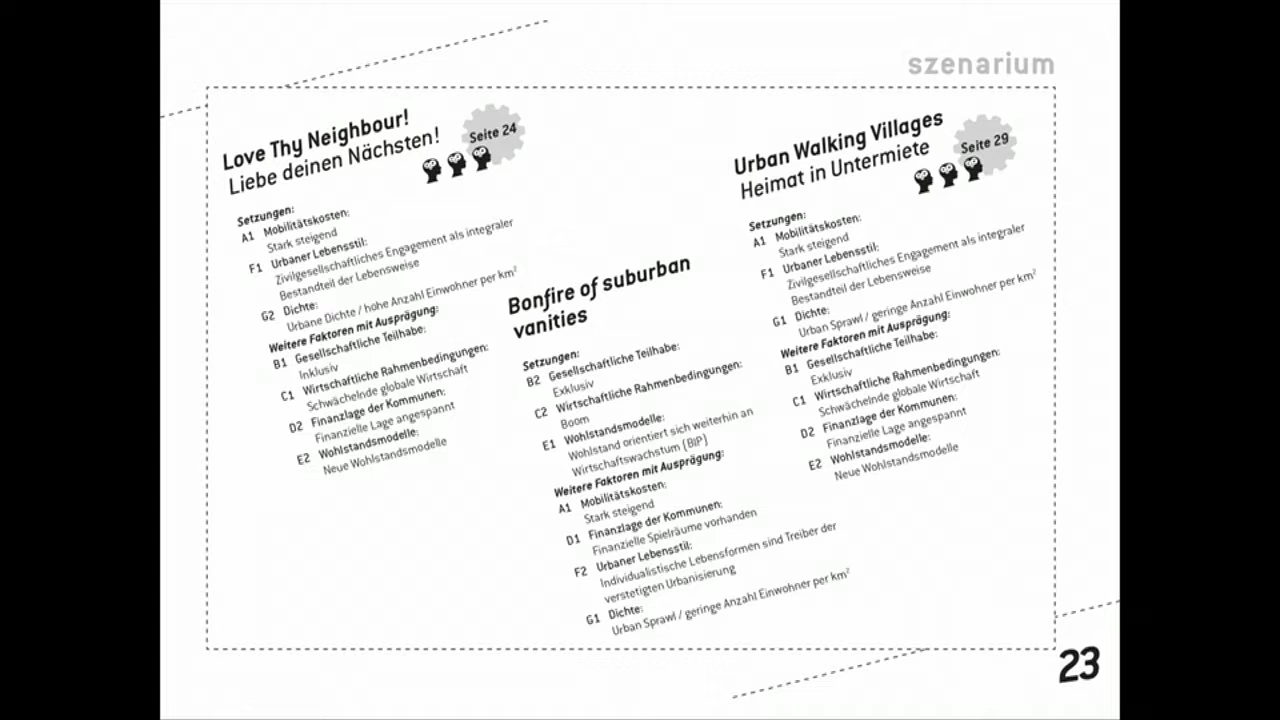 szenarium
Love Thy Neighbour!
Liebe deinen Nächsten!
Seite 24
Setzungen:
A1 Mobilitätskosten:
Stark steigend
F1 Urbaner Lebensstil:
Zivilgesellschaftliches Engagement als integraler
Bestandteil der Lebensweise
G2 Dichte:
Urbane Dichte / hohe Anzahl Einwohner per km²
Weitere Faktoren mit Ausprägung:
B1 Gesellschaftliche Teilhabe:
Inklusiv
C1 Wirtschaftliche Rahmenbedingungen:
Schwächelnde globale Wirtschaft
D2 Finanzlage der Kommunen:
Finanzielle Lage angespannt
E2 Wohlstandsmodelle:
Neue Wohlstandsmodelle
Bonfire of suburban
vanities
Setzungen:
B2 Gesellschaftliche Teilhabe:
Exklusiv
C2 Wirtschaftliche Rahmenbedingungen:
Boom
E1 Wohlstandsmodelle:
Wohlstand orientiert sich weiterhin an
Wirtschaftswachstum (BIP)
Weitere Faktoren mit Ausprägung:
A1 Mobilitätskosten:
Stark steigend
D1 Finanzlage der Kommunen:
Finanzielle Spielräume vorhanden
F2 Urbaner Lebensstil:
Individualistische Lebensformen sind Treiber der
verstetigten Urbanisierung
G1 Dichte:
Urban Sprawl / geringe Anzahl Einwohner per km²
Urban Walking Villages
Heimat in Untermiete
Seite 29
Setzungen:
A1 Mobilitätskosten:
Stark steigend
F1 Urbaner Lebensstil:
Zivilgesellschaftliches Engagement als integraler
Bestandteil der Lebensweise
G1 Dichte:
Urban Sprawl / geringe Anzahl Einwohner per km²
Weitere Faktoren mit Ausprägung:
B1 Gesellschaftliche Teilhabe:
Exklusiv
C1 Wirtschaftliche Rahmenbedingungen:
Schwächelnde globale Wirtschaft
D2 Finanzlage der Kommunen:
Finanzielle Lage angespannt
E2 Wohlstandsmodelle:
Neue Wohlstandsmodelle
23